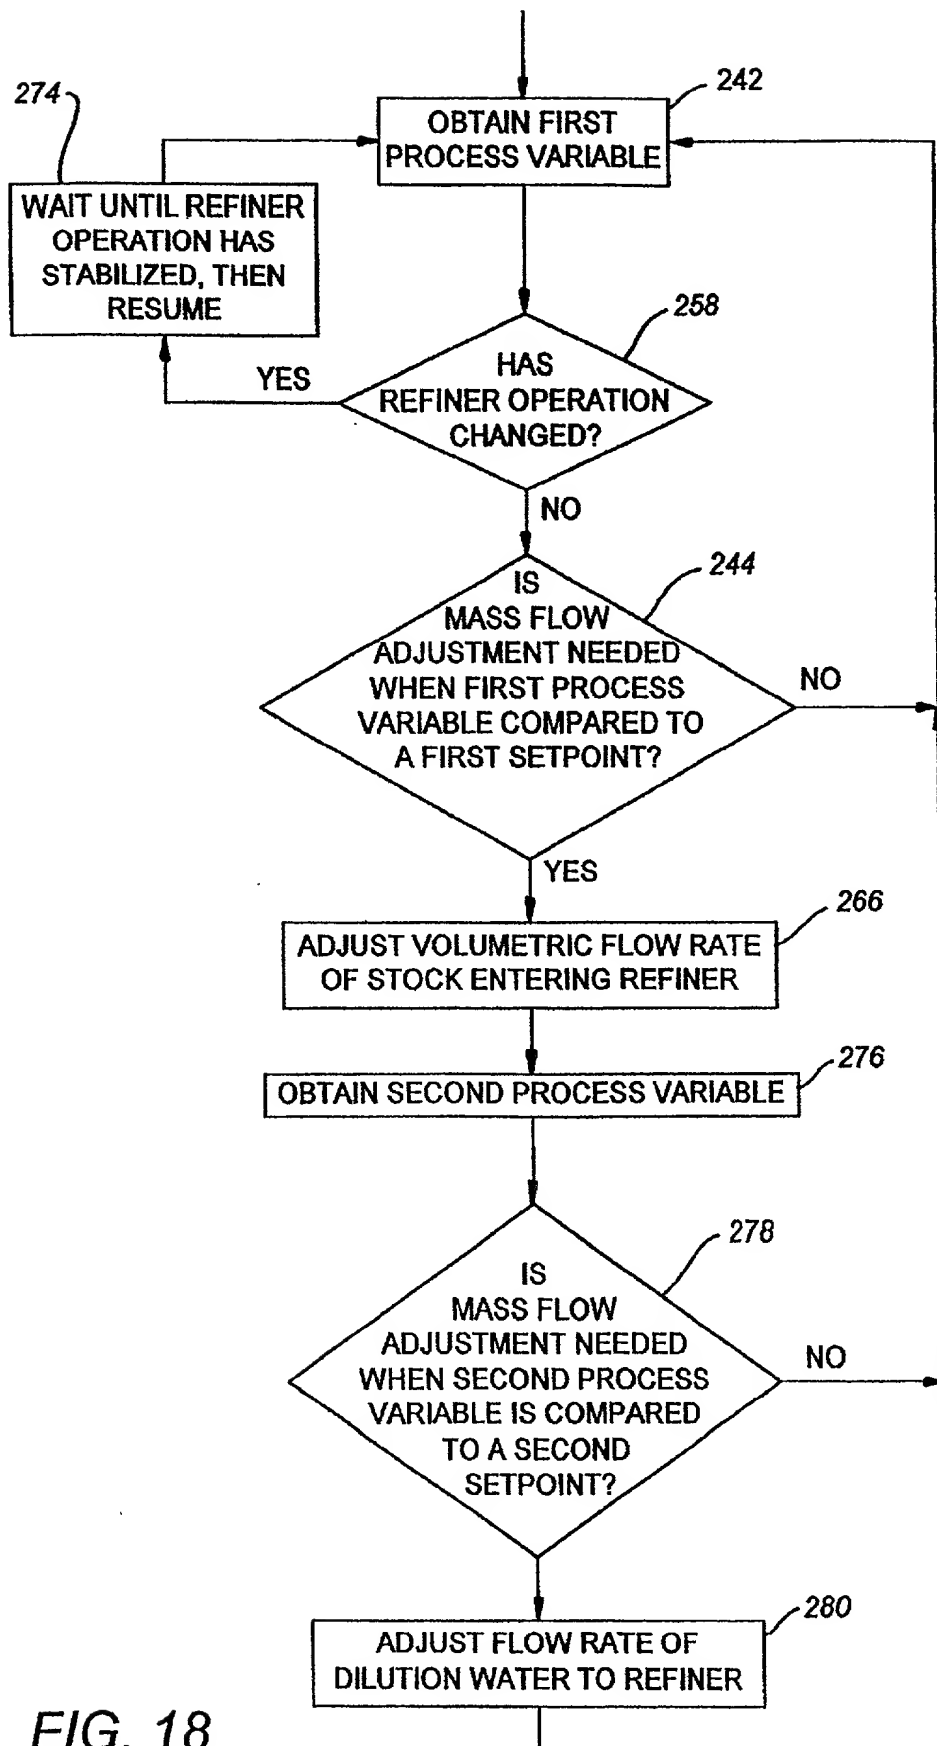 242
OBTAIN FIRST
PROCESS VARIABLE
274
WAIT UNTIL REFINER
OPERATION HAS
STABILIZED, THEN
RESUME
258
HAS
REFINER OPERATION
CHANGED?
YES
NO
244
IS
MASS FLOW
ADJUSTMENT NEEDED
WHEN FIRST PROCESS
VARIABLE COMPARED TO
A FIRST SETPOINT?
NO
YES
266
ADJUST VOLUMETRIC FLOW RATE
OF STOCK ENTERING REFINER
276
OBTAIN SECOND PROCESS VARIABLE
278
IS
MASS FLOW
ADJUSTMENT NEEDED
WHEN SECOND PROCESS
VARIABLE IS COMPARED
TO A SECOND
SETPOINT?
NO
280
ADJUST FLOW RATE OF
DILUTION WATER TO REFINER
FIG. 18